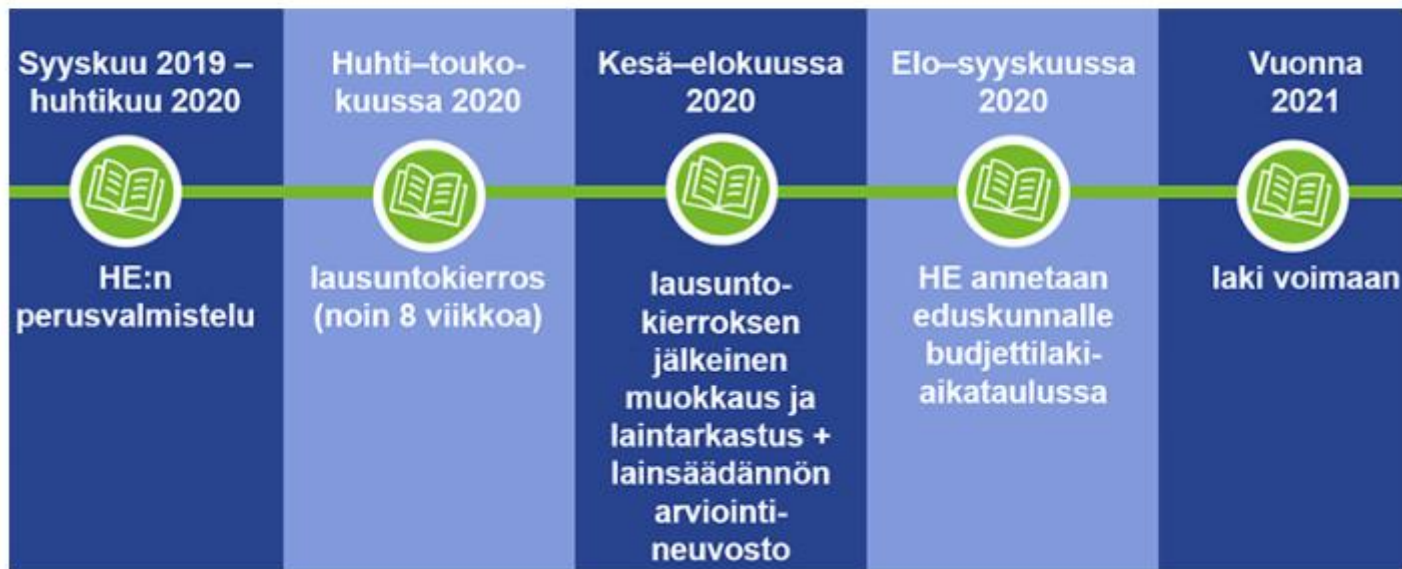 Syyskuu 2019 –
huhtikuu 2020
HE:n
perusvalmistelu
Huhti–touko-
kuussa 2020
lausuntokierros
(noin 8 viikkoa)
Kesä–elokuussa
2020
lausunto-
kierroksen
jälkeinen
muokkaus ja
laintarkastus +
lainsäädännön
arviointi-
neuvosto
Elo–syyskuussa
2020
HE annetaan
eduskunnalle
budjettilaki-
aikataulussa
Vuonna
2021
laki voimaan